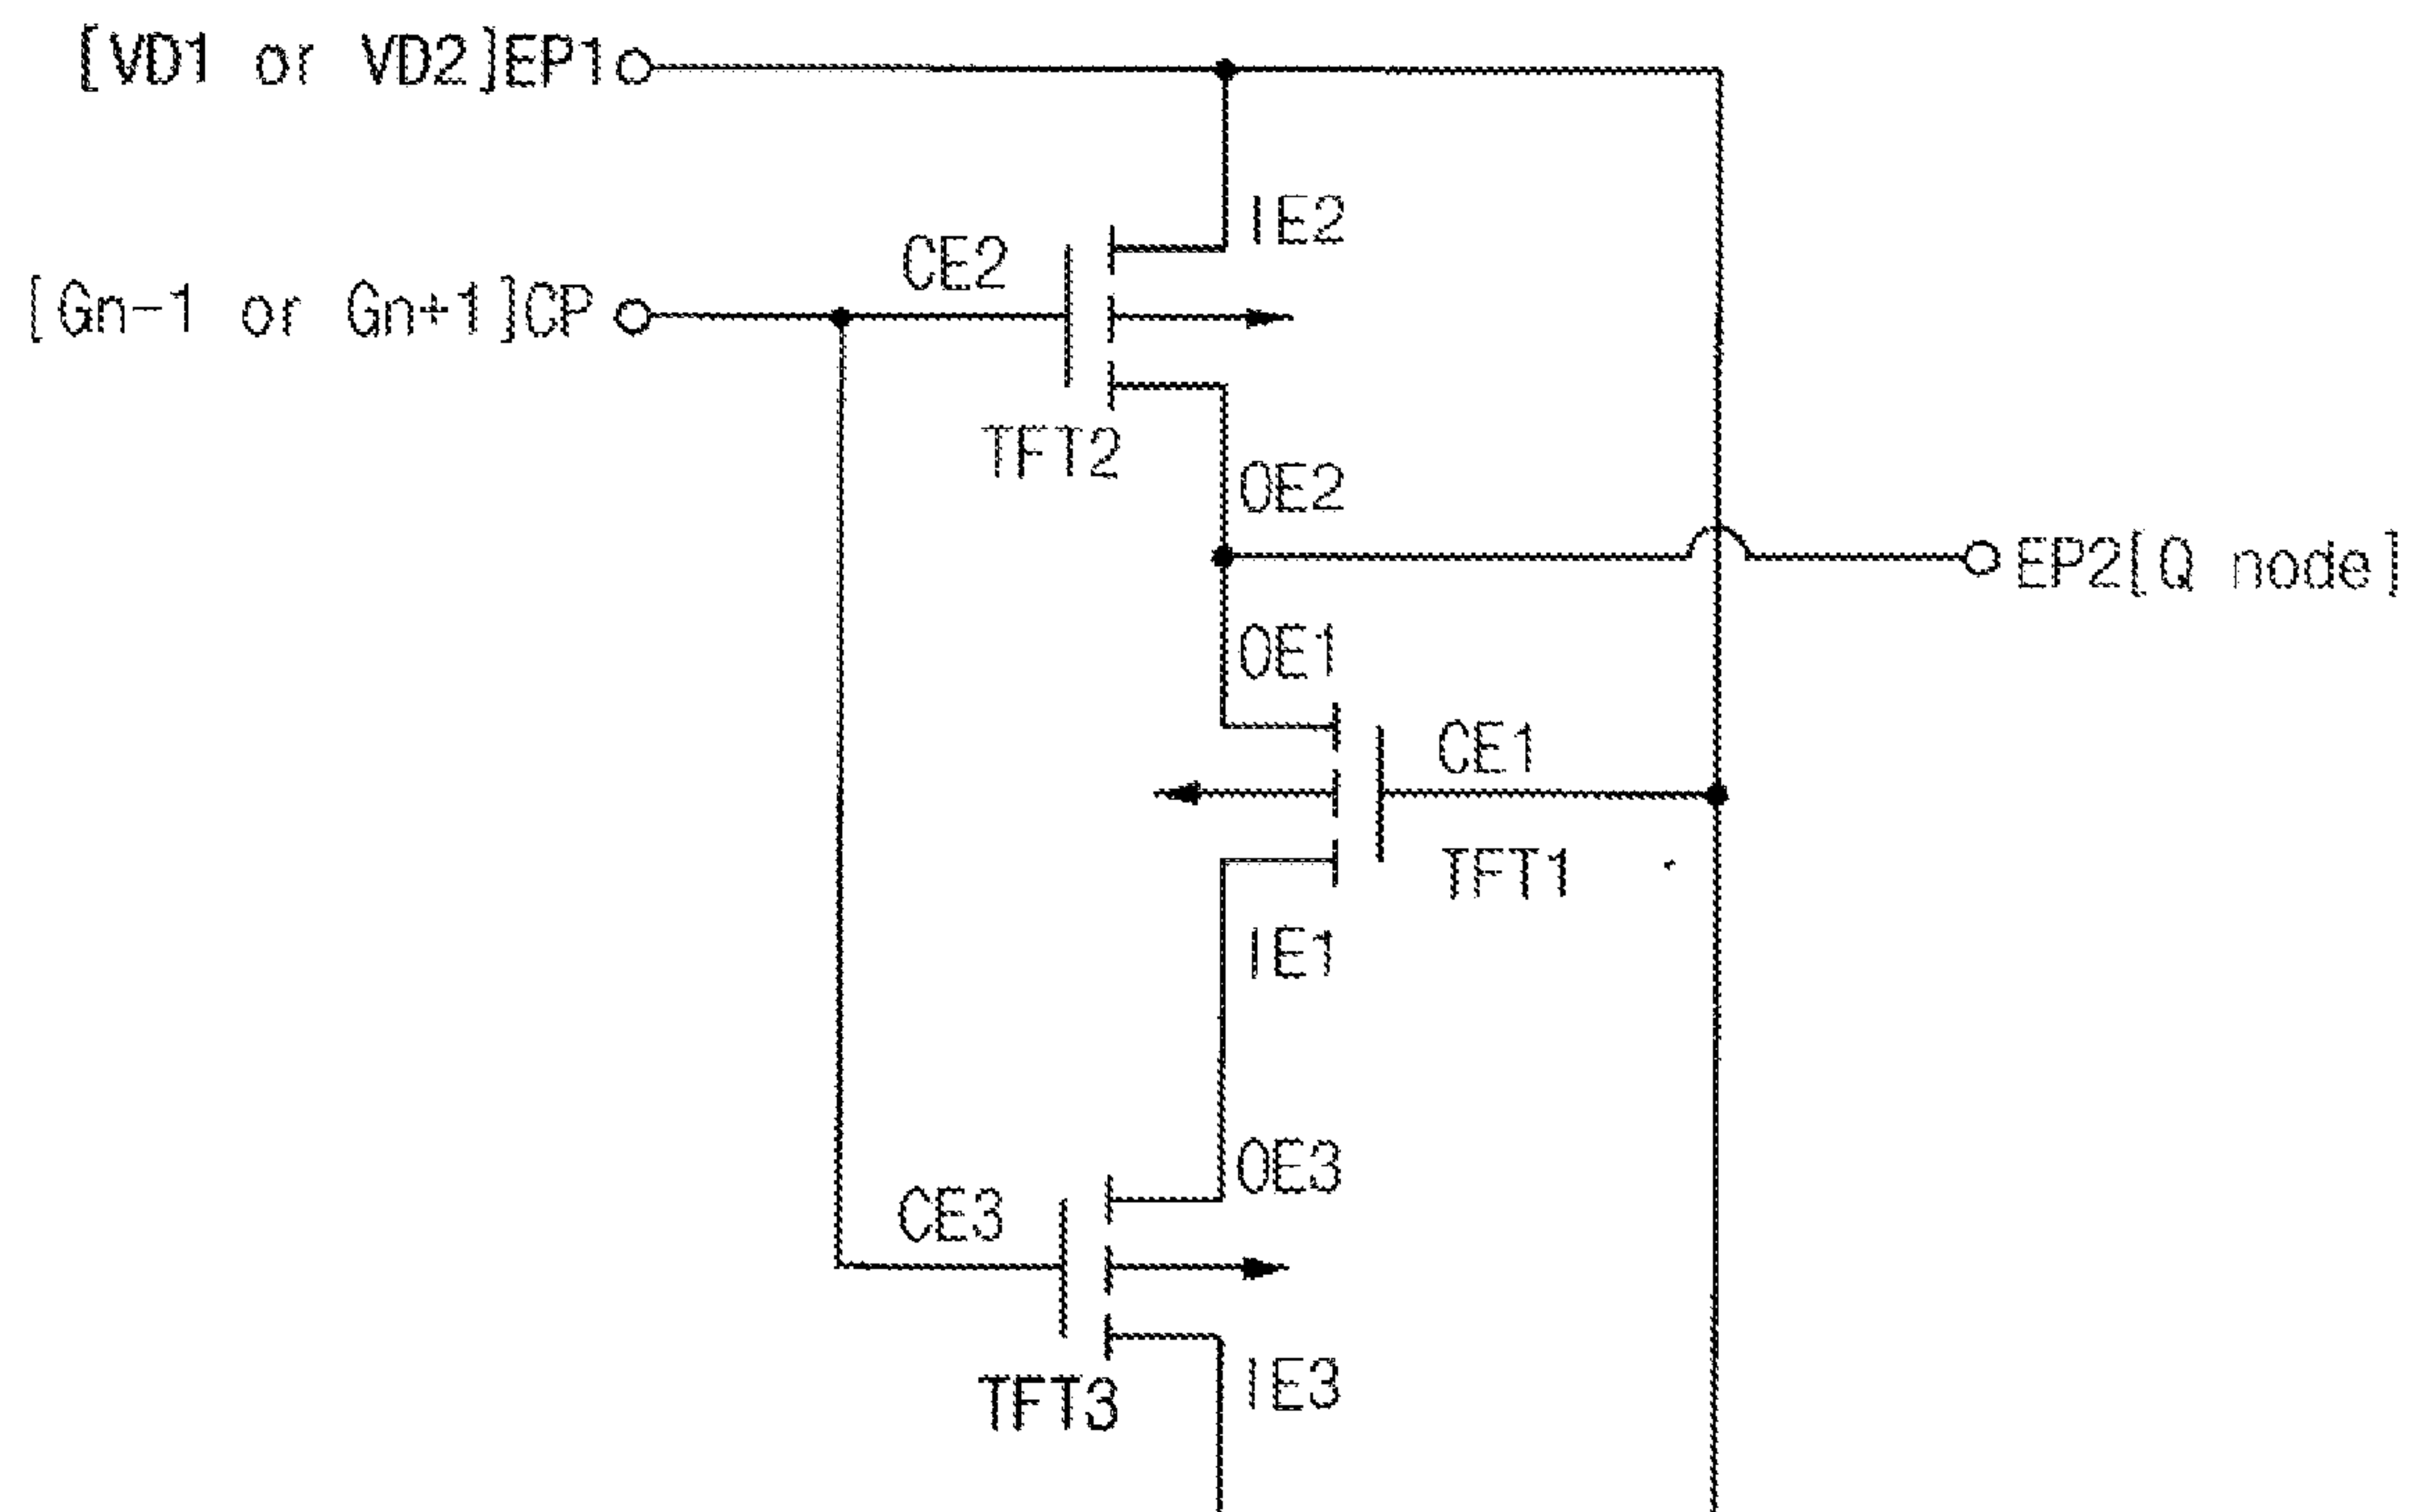 [VD1 or VD2]EP1
IE2
CE2
[Gn-1 or Gn+1]CP
TFT2
OE2
EP2[Q node]
OE1
CE1
TFT1
IE1
OE3
CE3
IE3
TFT3